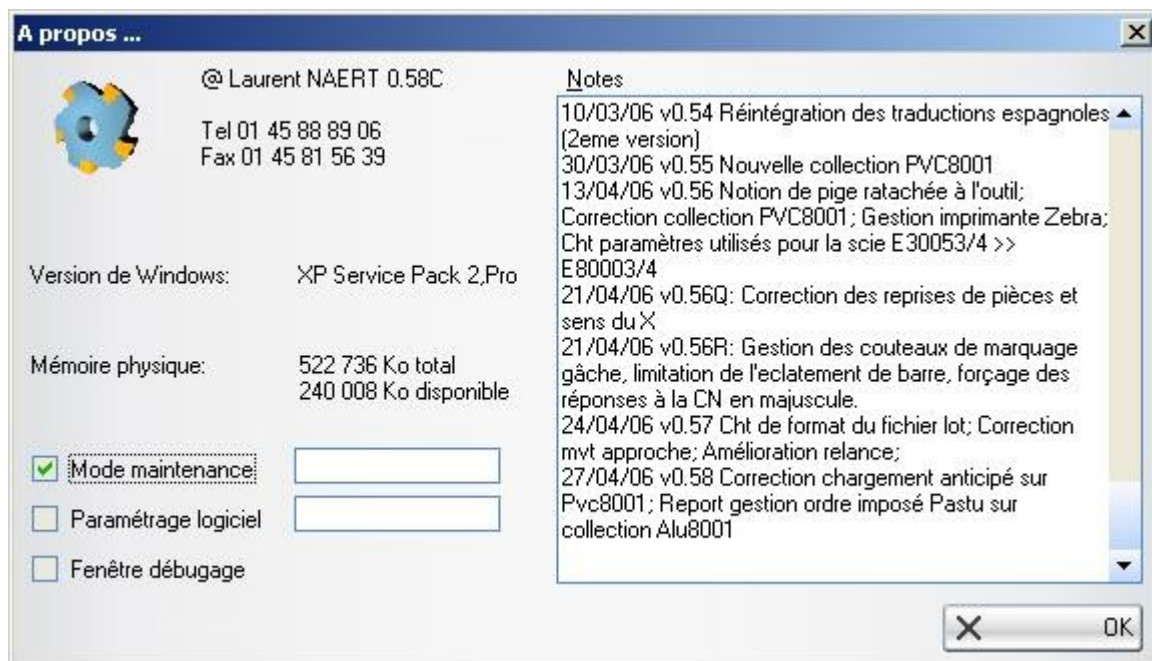 A propos ...
@ Laurent NAERT 0.58C
Tel 01 45 88 89 06
Fax 01 45 81 56 39
Version de Windows: XP Service Pack 2,Pro
Mémoire physique: 522 736 Ko total
240 008 Ko disponible
Mode maintenance
Paramétrage logiciel
Fenêtre débugage
Notes
10/03/06 v0.54 Réintégration des traductions espagnoles
(2eme version)
30/03/06 v0.55 Nouvelle collection PVC8001
13/04/06 v0.56 Notion de pige ratachée à l'outil;
Correction collection PVC8001; Gestion imprimante Zebra;
Cht paramètres utilisés pour la scie E30053/4 >>
E80003/4
21/04/06 v0.56Q: Correction des reprises de pièces et
sens du X
21/04/06 v0.56R: Gestion des couteaux de marquage
gâche, limitation de l'eclatement de barre, forçage des
réponses à la CN en majuscule.
24/04/06 v0.57 Cht de format du fichier lot; Correction
mvt approche; Amélioration relance;
27/04/06 v0.58 Correction chargement anticipé sur
Pvc8001; Report gestion ordre imposé Pastu sur
collection Alu8001
OK